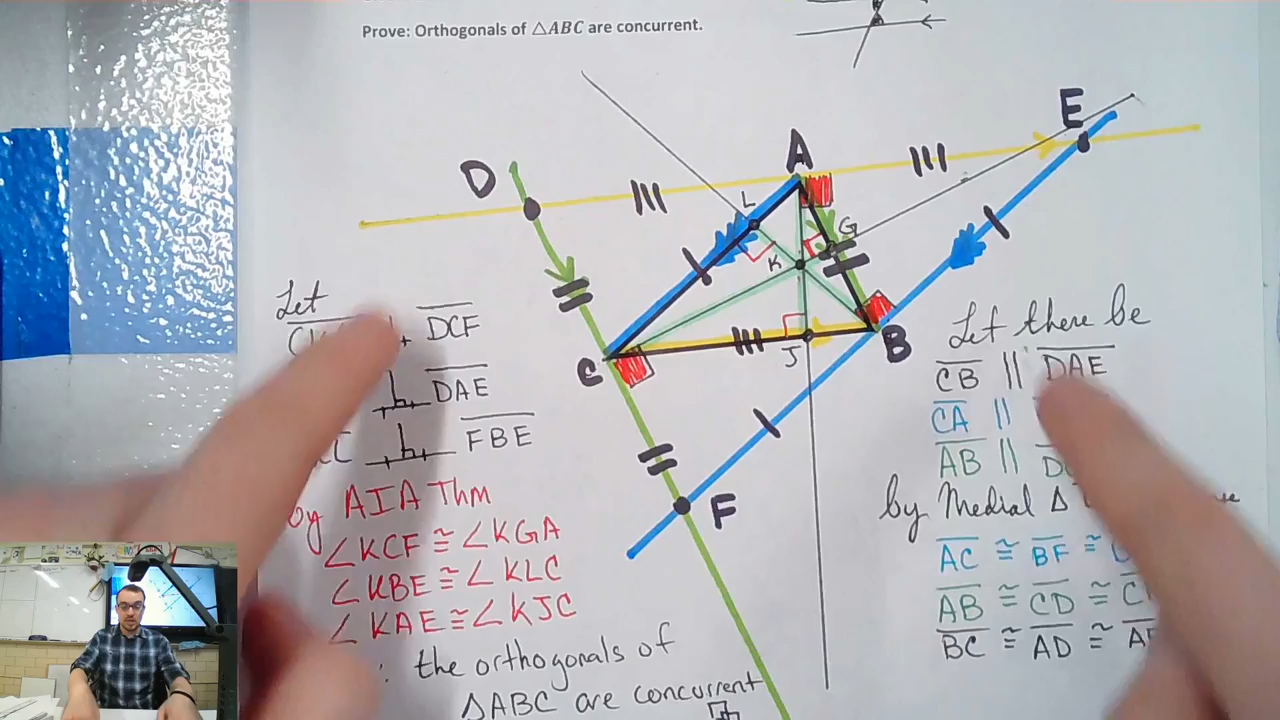 Prove: Orthogonals of △ABC are concurrent.
E
A
D
L
G
K
J
B
C
F
Let
DCF
DAE
FBE
by AIA Thm
∠KCF ≅ ∠KGA
∠KBE ≅ ∠KLC
∠KAE ≅ ∠KJC
the orthogonals of
△ABC are concurrent
Let there be
CB || DAE
CA ||
AB ||
by Medial △
AC ≅ BF ≅
AB ≅ CD ≅
BC ≅ AD ≅